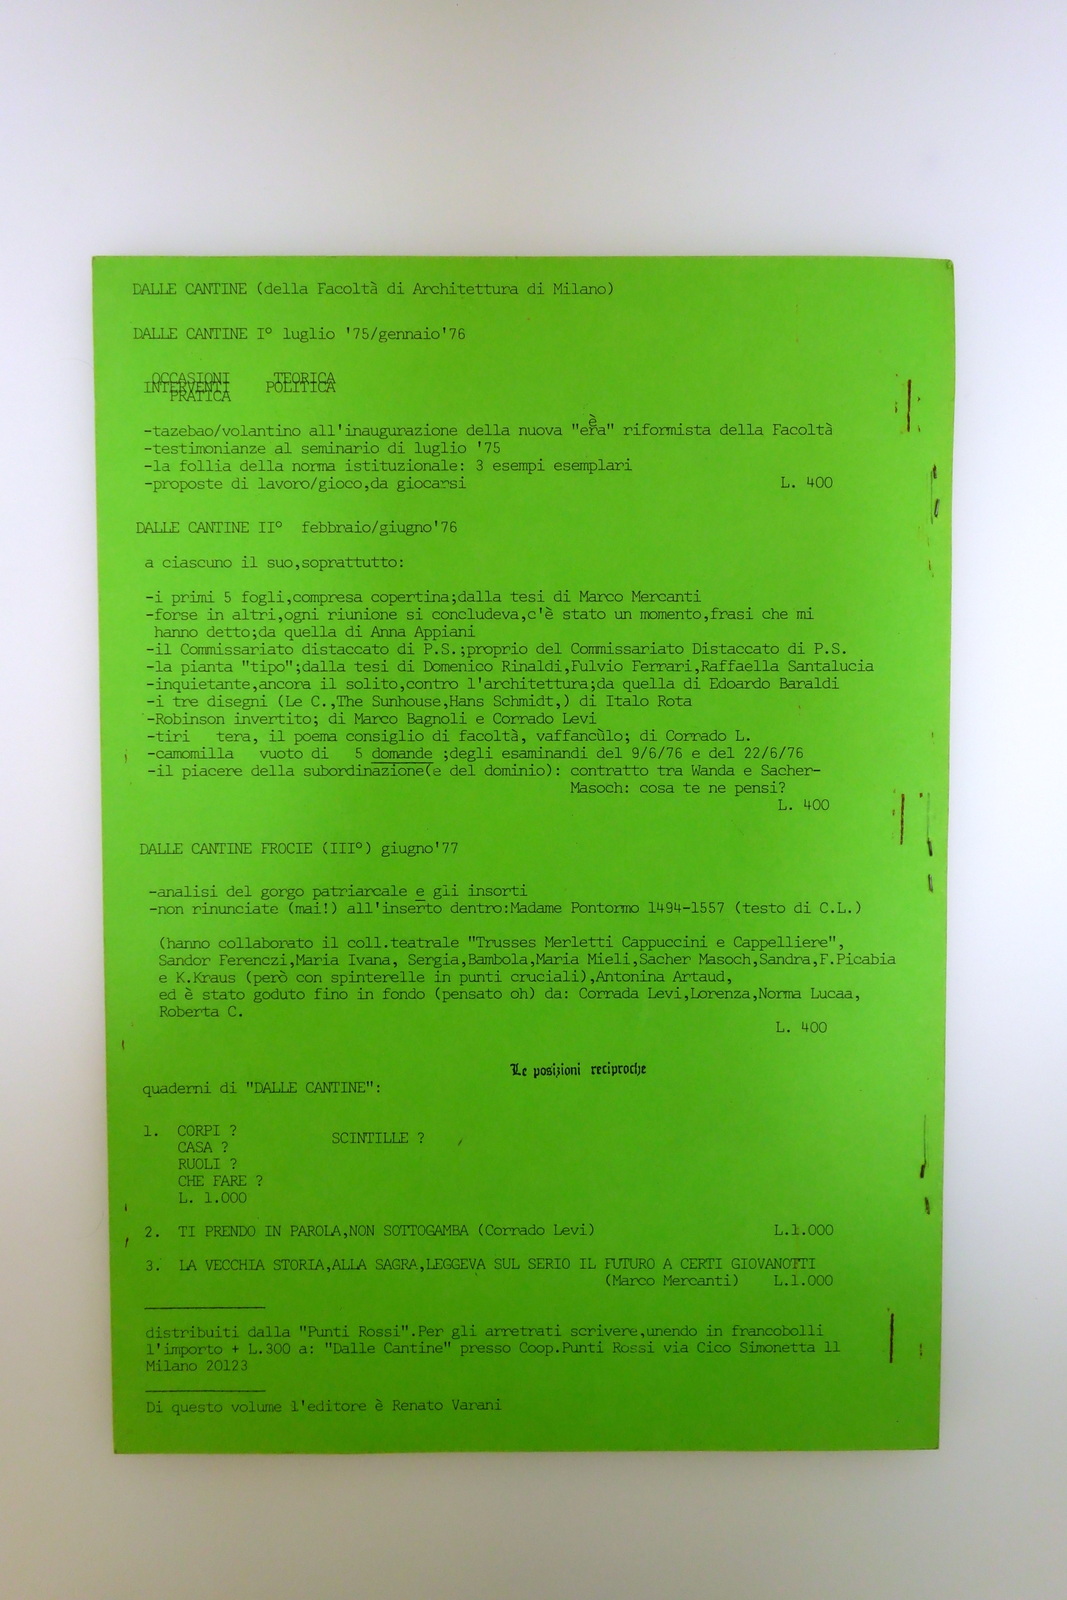 DALLE CANTINE (della Facoltà di Architettura di Milano)
DALLE CANTINE I° luglio '75/gennaio'76
OCCASIONI TEORICA
INTERVENTI POLITICA
PRATICA
è
-tazebao/volantino all'inaugurazione della nuova "era" riformista della Facoltà
-testimonianze al seminario di luglio '75
-la follia della norma istituzionale: 3 esempi esemplari
-proposte di lavoro/gioco,da giocarsi L. 400
DALLE CANTINE II° febbraio/giugno'76
a ciascuno il suo,soprattutto:
-i primi 5 fogli,compresa copertina;dalla tesi di Marco Mercanti
-forse in altri,ogni riunione si concludeva,c'è stato un momento,frasi che mi
hanno detto;da quella di Anna Appiani
-il Commissariato distaccato di P.S.;proprio del Commissariato Distaccato di P.S.
-la pianta "tipo";dalla tesi di Domenico Rinaldi,Fulvio Ferrari,Raffaella Santalucia
-inquietante,ancora il solito,contro l'architettura;da quella di Edoardo Baraldi
-i tre disegni (Le C.,The Sunhouse,Hans Schmidt,) di Italo Rota
-Robinson invertito; di Marco Bagnoli e Corrado Levi
-tiri tera, il poema consiglio di facoltà, vaffancùlo; di Corrado L.
-camomilla vuoto di 5 domande ;degli esaminandi del 9/6/76 e del 22/6/76
-il piacere della subordinazione(e del dominio): contratto tra Wanda e Sacher-
Masoch: cosa te ne pensi?
L. 400
DALLE CANTINE FROCIE (III°) giugno'77
-analisi del gorgo patriarcale e gli insorti
-non rinunciate (mai!) all'inserto dentro:Madame Pontormo 1494-1557 (testo di C.L.)
(hanno collaborato il coll.teatrale "Trusses Merletti Cappuccini e Cappelliere",
Sandor Ferenczi,Maria Ivana, Sergia,Bambola,Maria Mieli,Sacher Masoch,Sandra,F.Picabia
e K.Kraus (però con spinterelle in punti cruciali),Antonina Artaud,
ed è stato goduto fino in fondo (pensato oh) da: Corrada Levi,Lorenza,Norma Lucaa,
Roberta C.
L. 400
Le posizioni reciproche
quaderni di "DALLE CANTINE":
1. CORPI ? SCINTILLE ?
CASA ?
RUOLI ?
CHE FARE ?
L. 1.000
2. TI PRENDO IN PAROLA,NON SOTTOGAMBA (Corrado Levi) L.1.000
3. LA VECCHIA STORIA,ALLA SAGRA,LEGGEVA SUL SERIO IL FUTURO A CERTI GIOVANOTTI
(Marco Mercanti) L.1.000
distribuiti dalla "Punti Rossi".Per gli arretrati scrivere,unendo in francobolli
l'importo + L.300 a: "Dalle Cantine" presso Coop.Punti Rossi via Cico Simonetta 11
Milano 20123
Di questo volume l'editore è Renato Varani